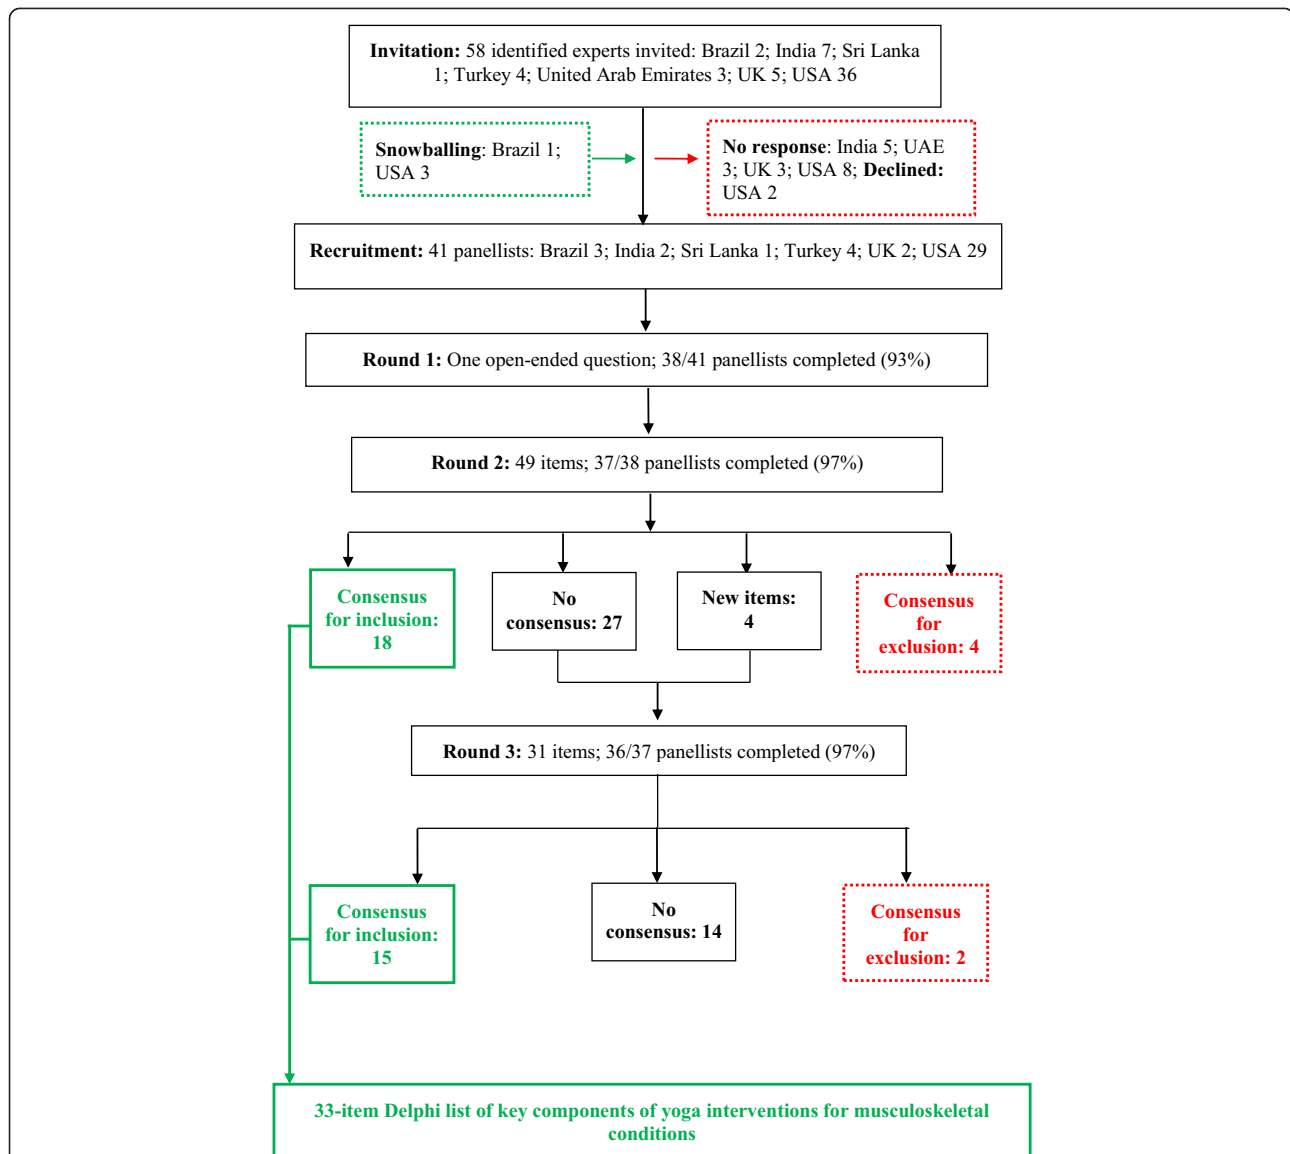 Invitation: 58 identified experts invited: Brazil 2; India 7; Sri Lanka
1; Turkey 4; United Arab Emirates 3; UK 5; USA 36
Snowballing: Brazil 1;
USA 3
No response: India 5; UAE
3; UK 3; USA 8; Declined:
USA 2
Recruitment: 41 panellists: Brazil 3; India 2; Sri Lanka 1; Turkey 4; UK 2; USA 29
Round 1: One open-ended question; 38/41 panellists completed (93%)
Round 2: 49 items; 37/38 panellists completed (97%)
Consensus
for inclusion:
18
No
consensus: 27
New items:
4
Consensus
for
exclusion: 4
Round 3: 31 items; 36/37 panellists completed (97%)
Consensus
for inclusion:
15
No
consensus: 14
Consensus
for
exclusion: 2
33-item Delphi list of key components of yoga interventions for musculoskeletal
conditions